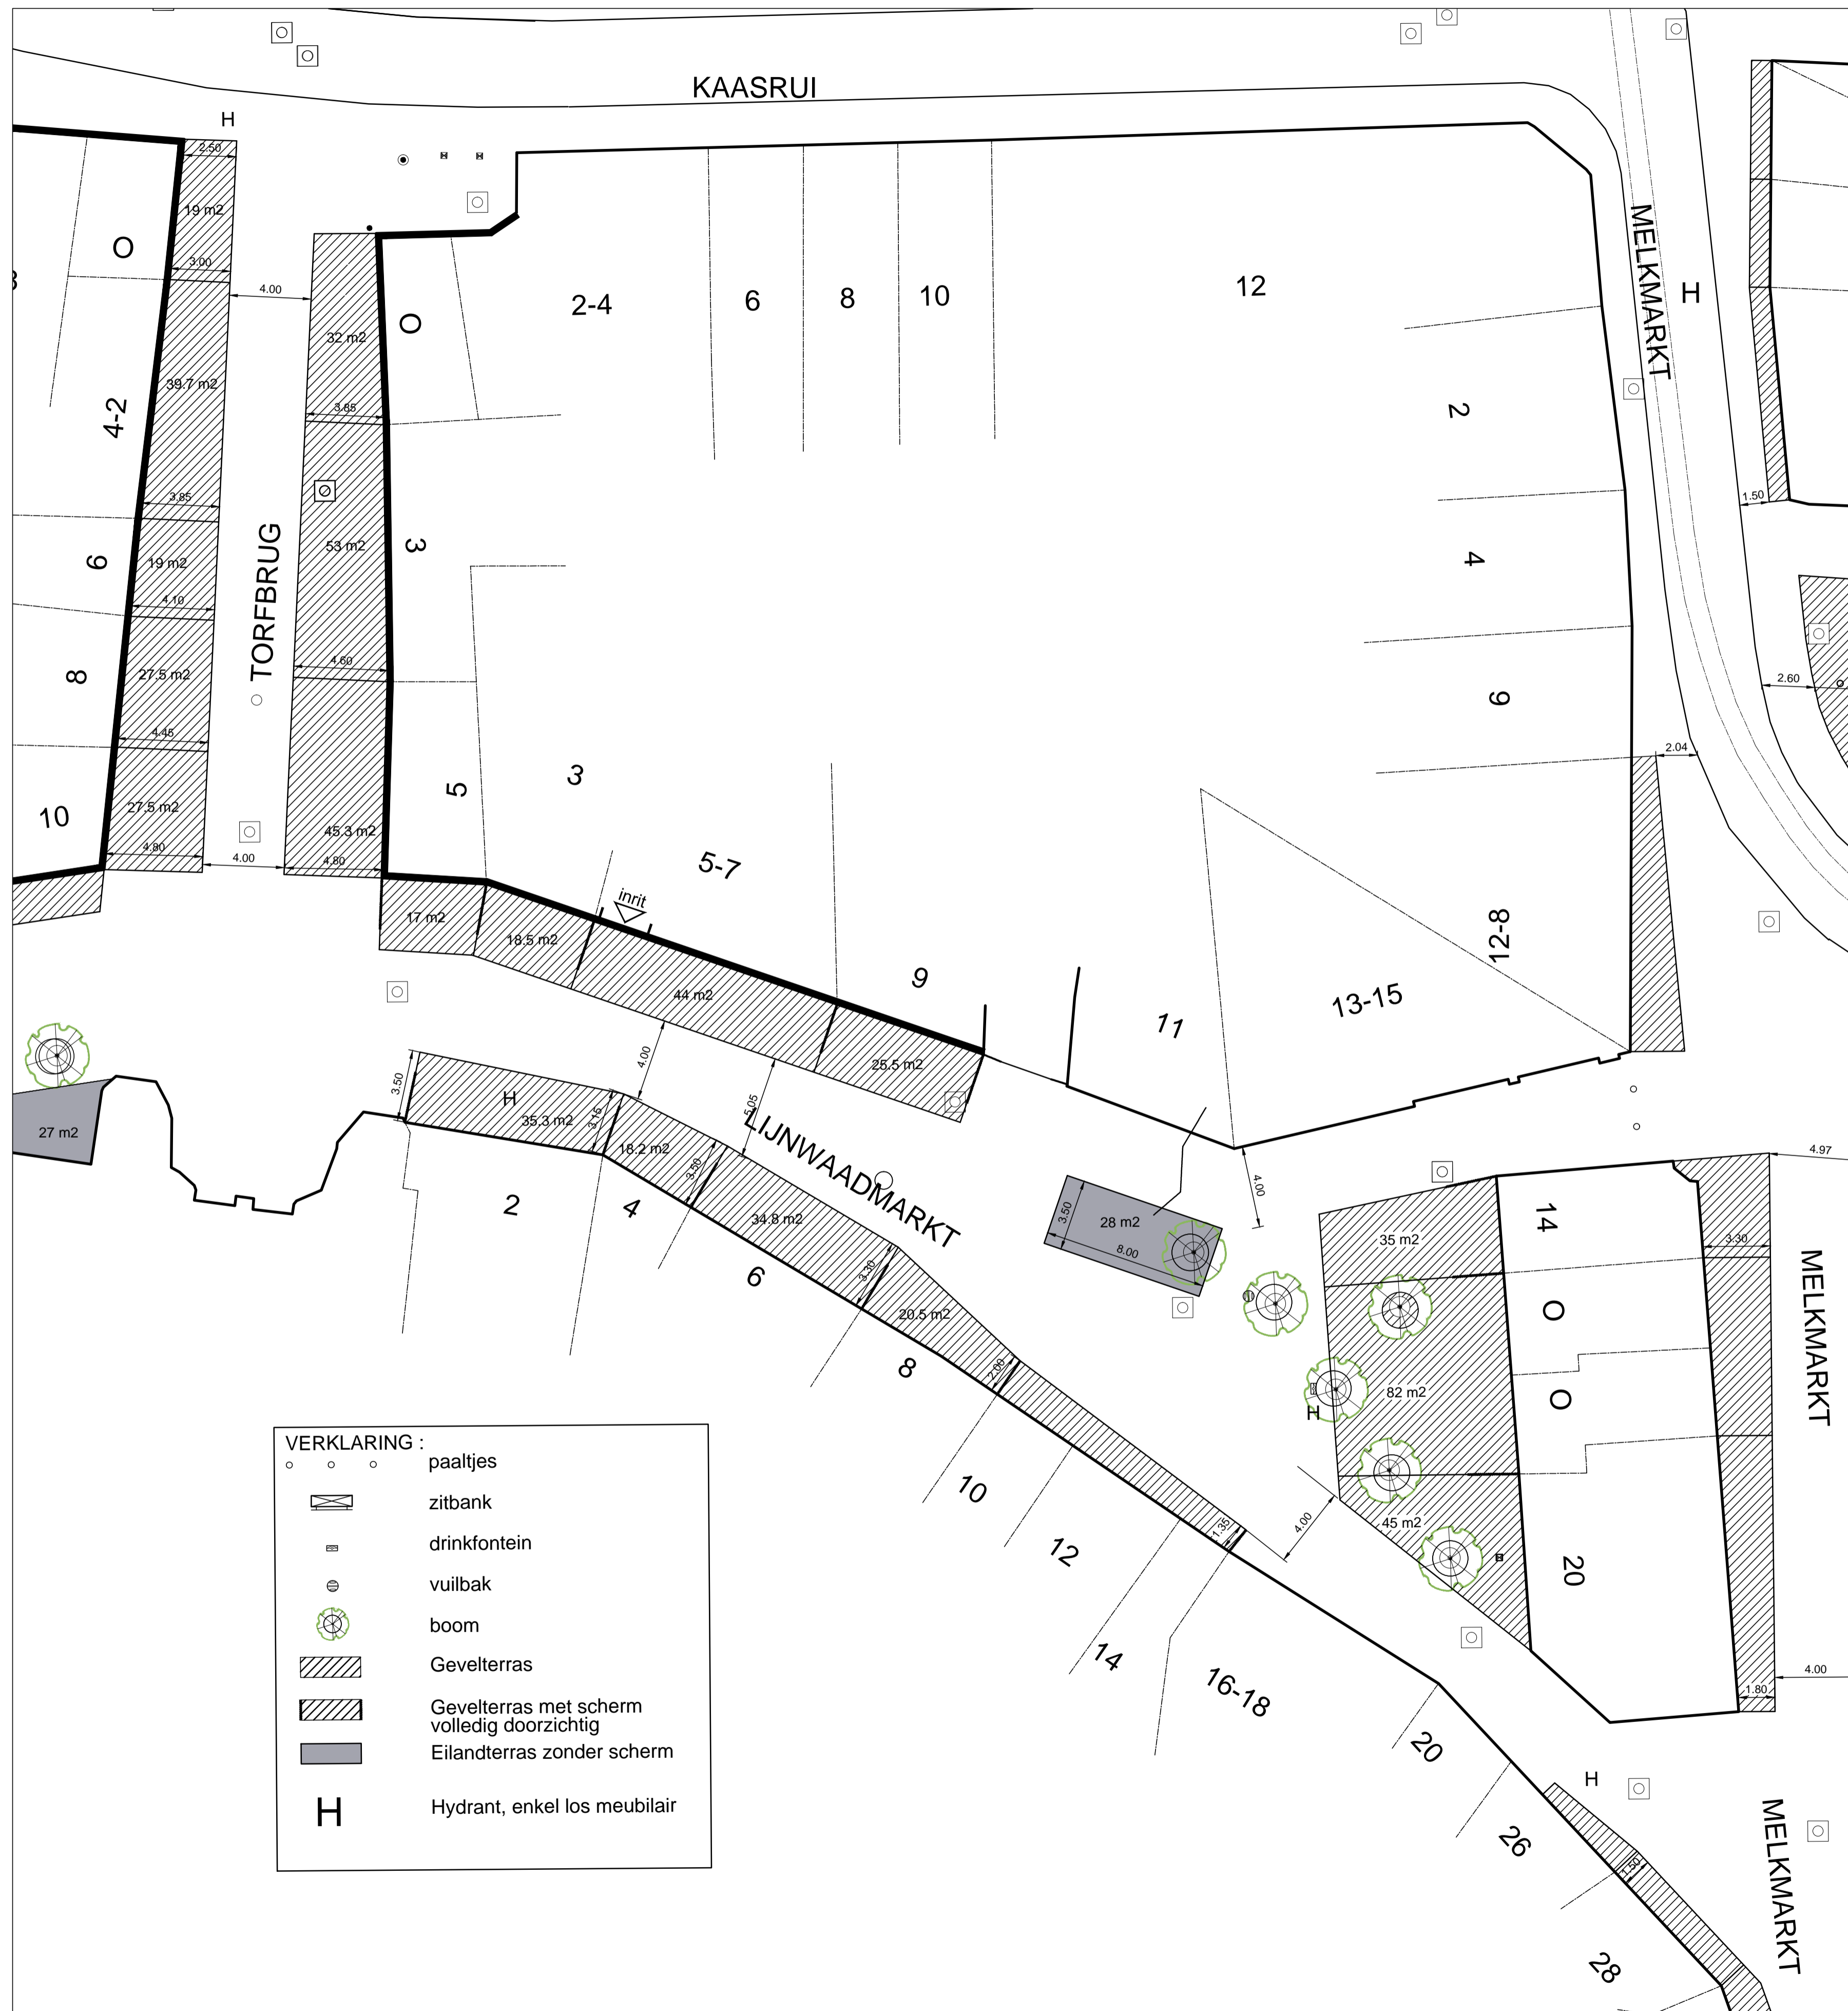 KAASRUI
H
2.50
19 m2
O
3.00
4.00
32 m2
O
2-4
6
8
10
12
MELKMARKT
H
39.7 m2
4-2
3.85
2
3.85
1.50
53 m2
3
4
6
19 m2
4.10
TORFBRUG
8
27,5 m2
4.60
2.60
4.45
6
2.04
10
27,5 m2
45.3 m2
5
3
4.80
4.00
4.80
5-7
inrit
17 m2
18.5 m2
44 m2
9
25.5 m2
11
13-15
12-8
27 m2
3.50
H
35.3 m2
3.15
4.00
5.05
18.2 m2
3.50
LIJNWAADMARKT
34.8 m2
3.30
20.5 m2
2.00
2
4
6
8
28 m2
3.50
8.00
4.00
4.97
35 m2
14
3.30
MELKMARKT
O
O
82 m2
H
45 m2
20
4.00
1.35
10
12
14
16-18
4.00
1.80
20
26
H
1.50
28
MELKMARKT
VERKLARING :
paaltjes
zitbank
drinkfontein
vuilbak
boom
Gevelterras
Gevelterras met scherm
volledig doorzichtig
Eilandterras zonder scherm
H Hydrant, enkel los meubilair